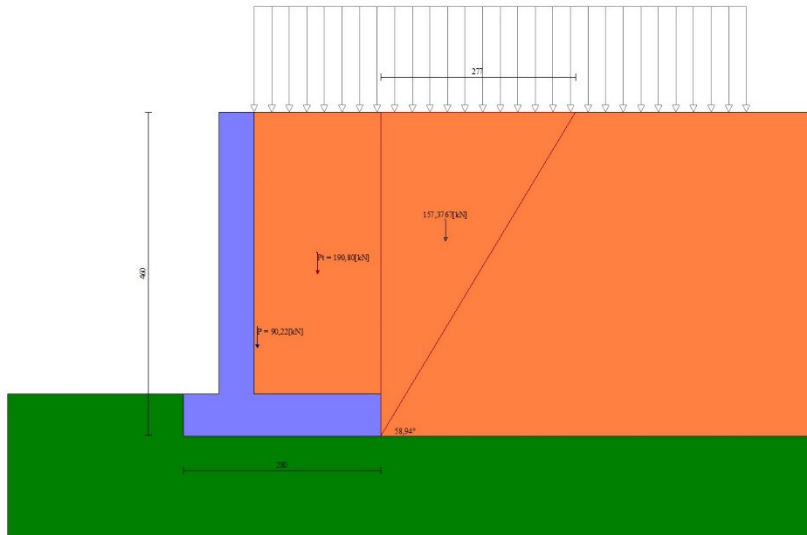 277
157,3767[kN]
Pt = 190,80[kN]
460
P = 90,22[kN]
58,94°
280